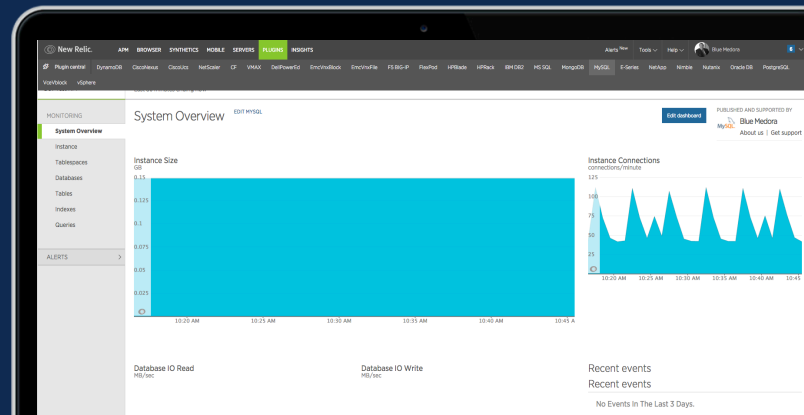 New Relic. APM BROWSER SYNTHETICS MOBILE SERVERS PLUGINS INSIGHTS Alerts New Tools Help Blue Medora 6
Plugin central DynamoDB CiscoNexus CiscoUcs NetScaler CF VMAX DellPowerEd EmcVnxBlock EmcVnxFile F5 BIG-IP FlexPod HPBlade HPRack IBM DB2 MS SQL MongoDB MySQL E-Series NetApp Nimble Nutanix Oracle DB PostgreSQL
VceVblock vSphere
MONITORING
System Overview
Instance
Tablespaces
Databases
Tables
Indexes
Queries
ALERTS >
System Overview EDIT MYSQL
Edit dashboard
PUBLISHED AND SUPPORTED BY
MySQL Blue Medora
About us | Get support
Instance Size
GB
0.15
0.125
0.1
0.075
0.05
0.025
10:20 AM 10:25 AM 10:30 AM 10:35 AM 10:40 AM 10:45 A
Instance Connections
connections/minute
125
100
75
50
25
10:20 AM 10:25 AM 10:30 AM 10:35 AM 10:40 AM 10:45
Database IO Read
MB/sec
Database IO Write
MB/sec
Recent events
Recent events
No Events In The Last 3 Days.